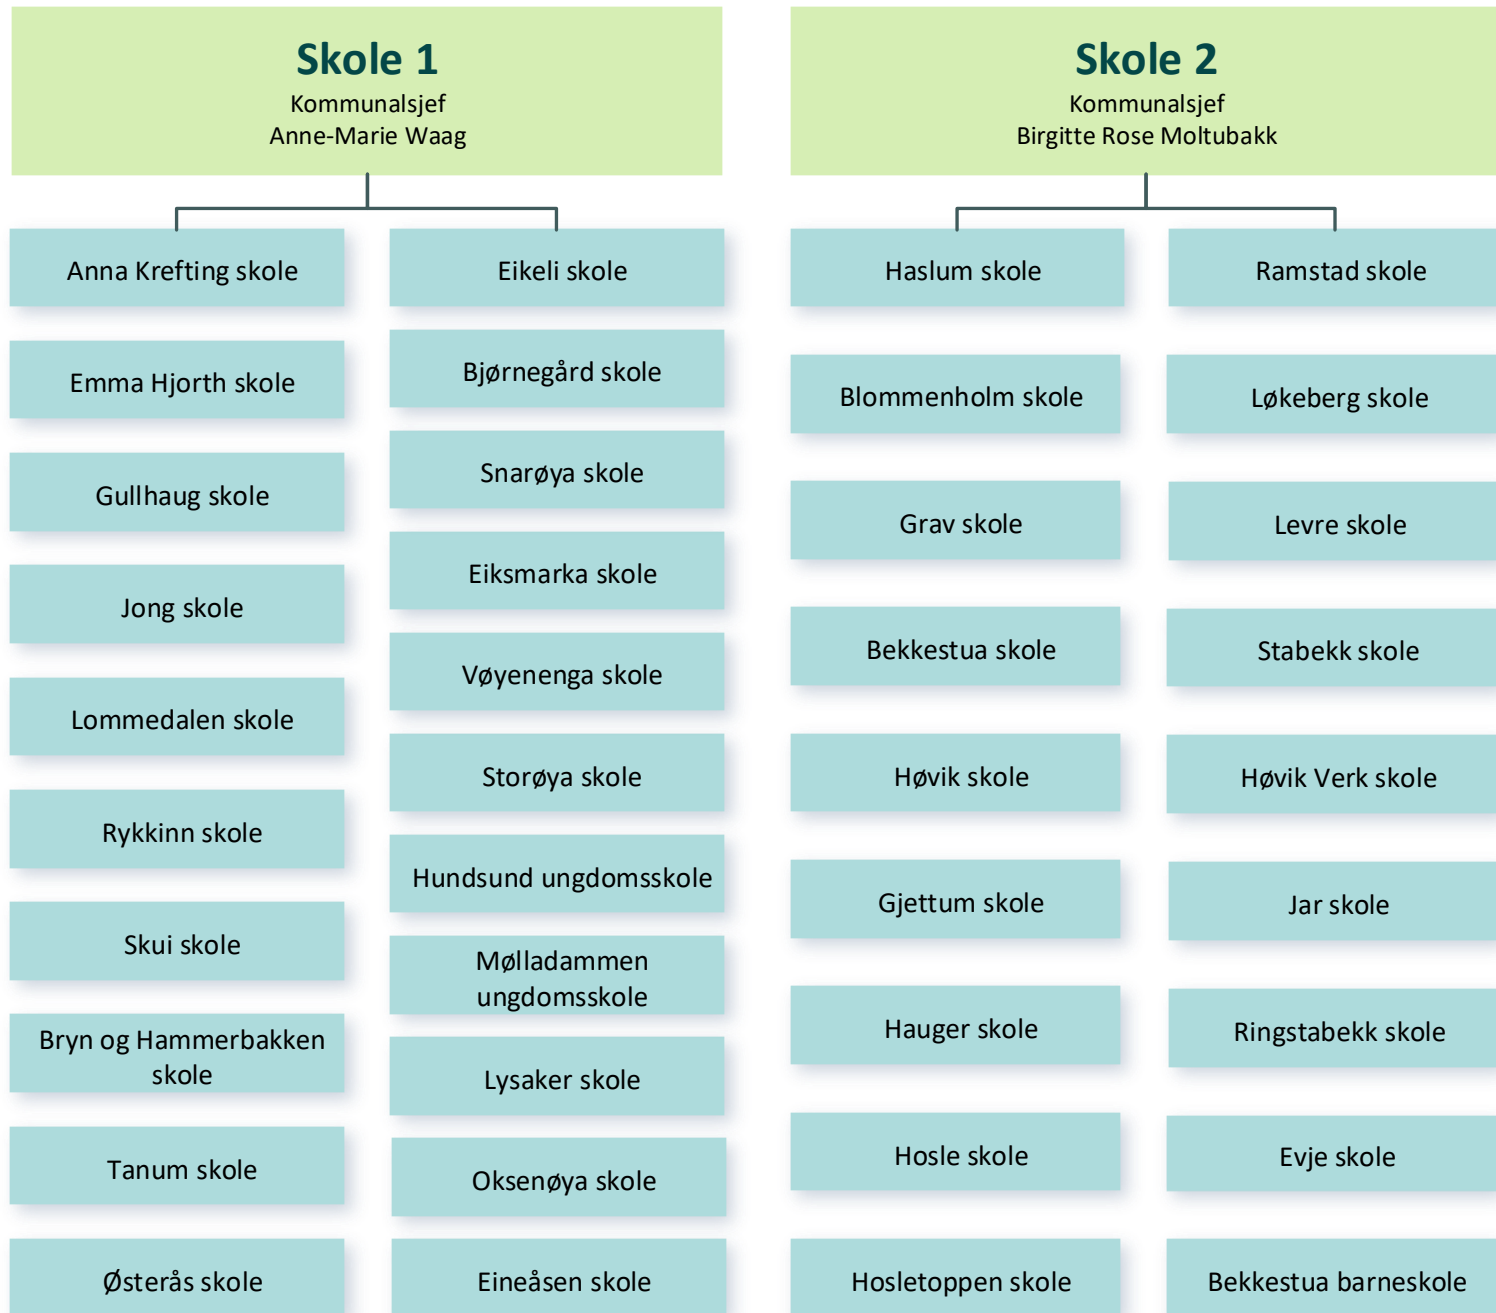 Skole 1
Kommunalsjef
Anne-Marie Waag
Anna Krefting skole
Emma Hjorth skole
Gullhaug skole
Jong skole
Lommedalen skole
Rykkinn skole
Skui skole
Bryn og Hammerbakken
skole
Tanum skole
Østerås skole
Eikeli skole
Bjørnegård skole
Snarøya skole
Eiksmarka skole
Vøyenenga skole
Storøya skole
Hundsund ungdomsskole
Mølladammen
ungdomsskole
Lysaker skole
Oksenøya skole
Eineåsen skole
Skole 2
Kommunalsjef
Birgitte Rose Moltubakk
Haslum skole
Blommenholm skole
Grav skole
Bekkestua skole
Høvik skole
Gjettum skole
Hauger skole
Hosle skole
Hosletoppen skole
Ramstad skole
Løkeberg skole
Levre skole
Stabekk skole
Høvik Verk skole
Jar skole
Ringstabekk skole
Evje skole
Bekkestua barneskole